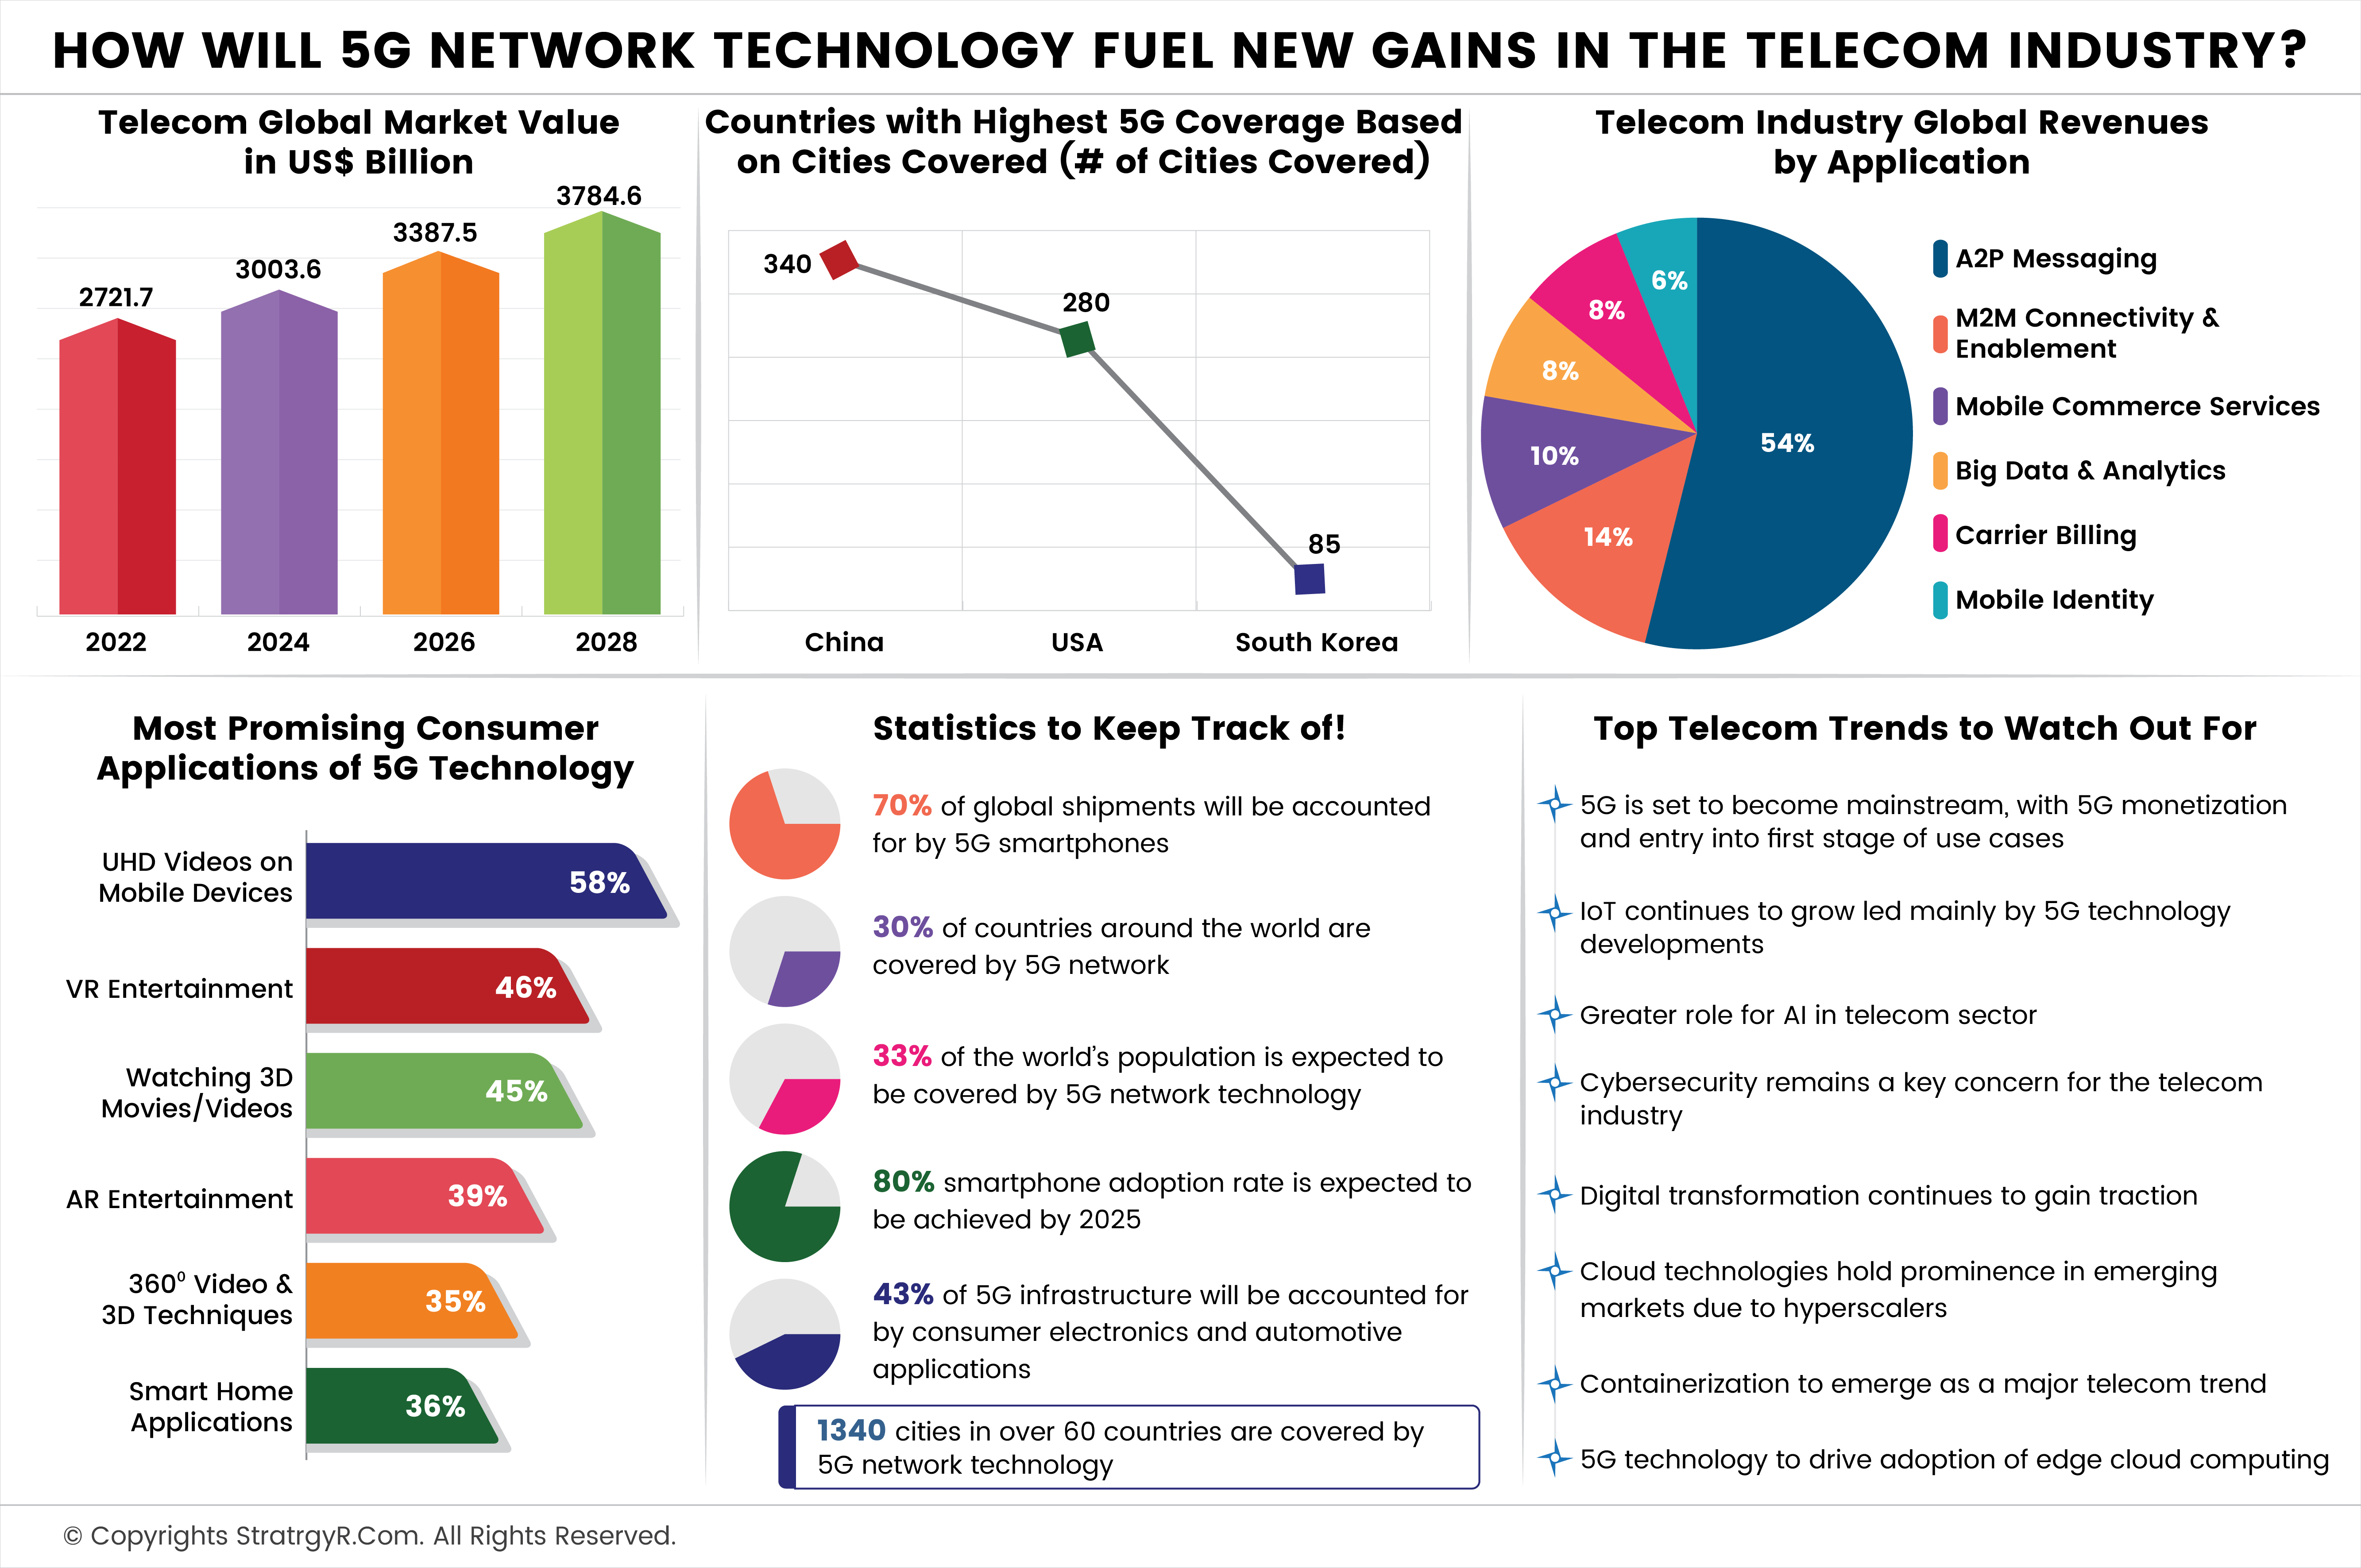 HOW WILL 5G NETWORK TECHNOLOGY FUEL NEW GAINS IN THE TELECOM INDUSTRY?
Telecom Global Market Value
in US$ Billion
2721.7
3003.6
3387.5
3784.6
2022
2024
2026
2028
Countries with Highest 5G Coverage Based
on Cities Covered (# of Cities Covered)
340
280
85
China
USA
South Korea
Telecom Industry Global Revenues
by Application
54%
14%
10%
8%
8%
6%
A2P Messaging
M2M Connectivity &
Enablement
Mobile Commerce Services
Big Data & Analytics
Carrier Billing
Mobile Identity
Most Promising Consumer
Applications of 5G Technology
UHD Videos on
Mobile Devices
58%
VR Entertainment
46%
Watching 3D
Movies/Videos
45%
AR Entertainment
39%
360⁰ Video &
3D Techniques
35%
Smart Home
Applications
36%
Statistics to Keep Track of!
70% of global shipments will be accounted
for by 5G smartphones
30% of countries around the world are
covered by 5G network
33% of the world’s population is expected to
be covered by 5G network technology
80% smartphone adoption rate is expected to
be achieved by 2025
43% of 5G infrastructure will be accounted for
by consumer electronics and automotive
applications
1340 cities in over 60 countries are covered by
5G network technology
Top Telecom Trends to Watch Out For
5G is set to become mainstream, with 5G monetization
and entry into first stage of use cases
IoT continues to grow led mainly by 5G technology
developments
Greater role for AI in telecom sector
Cybersecurity remains a key concern for the telecom
industry
Digital transformation continues to gain traction
Cloud technologies hold prominence in emerging
markets due to hyperscalers
Containerization to emerge as a major telecom trend
5G technology to drive adoption of edge cloud computing
© Copyrights StratrgyR.Com. All Rights Reserved.